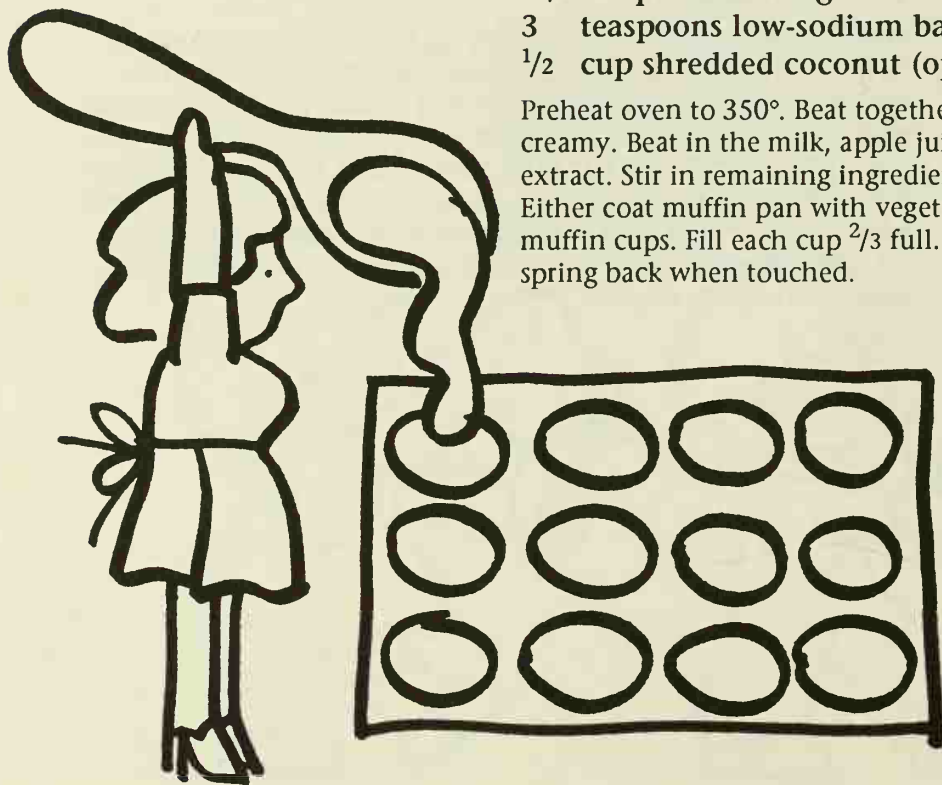 3 teaspoons low-sodium ba
1/2 cup shredded coconut (op
Preheat oven to 350°. Beat togethe
creamy. Beat in the milk, apple ju
extract. Stir in remaining ingredie
Either coat muffin pan with veget
muffin cups. Fill each cup 2/3 full.
spring back when touched.